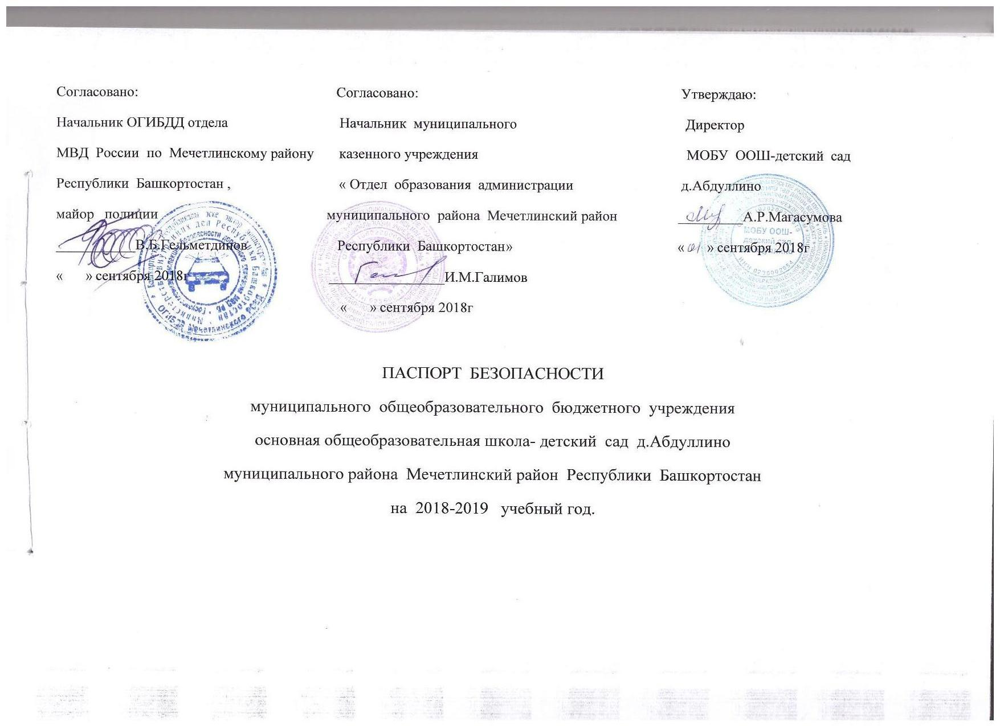 Согласовано:
Начальник ОГИБДД отдела
МВД России по Мечетлинскому району
Республики Башкортостан ,
майор полиции
В.Б.Гельметдинов
« » сентября 2018г
Согласовано:
Начальник муниципального
казенного учреждения
« Отдел образования администрации
муниципального района Мечетлинский район
Республики Башкортостан»
И.М.Галимов
« » сентября 2018г
Утверждаю:
Директор
МОБУ ООШ-детский сад
д.Абдуллино
А.Р.Магасумова
« 01 » сентября 2018г
МОБУ ООШ-
ПАСПОРТ БЕЗОПАСНОСТИ
муниципального общеобразовательного бюджетного учреждения
основная общеобразовательная школа- детский сад д.Абдуллино
муниципального района Мечетлинский район Республики Башкортостан
на 2018-2019 учебный год.